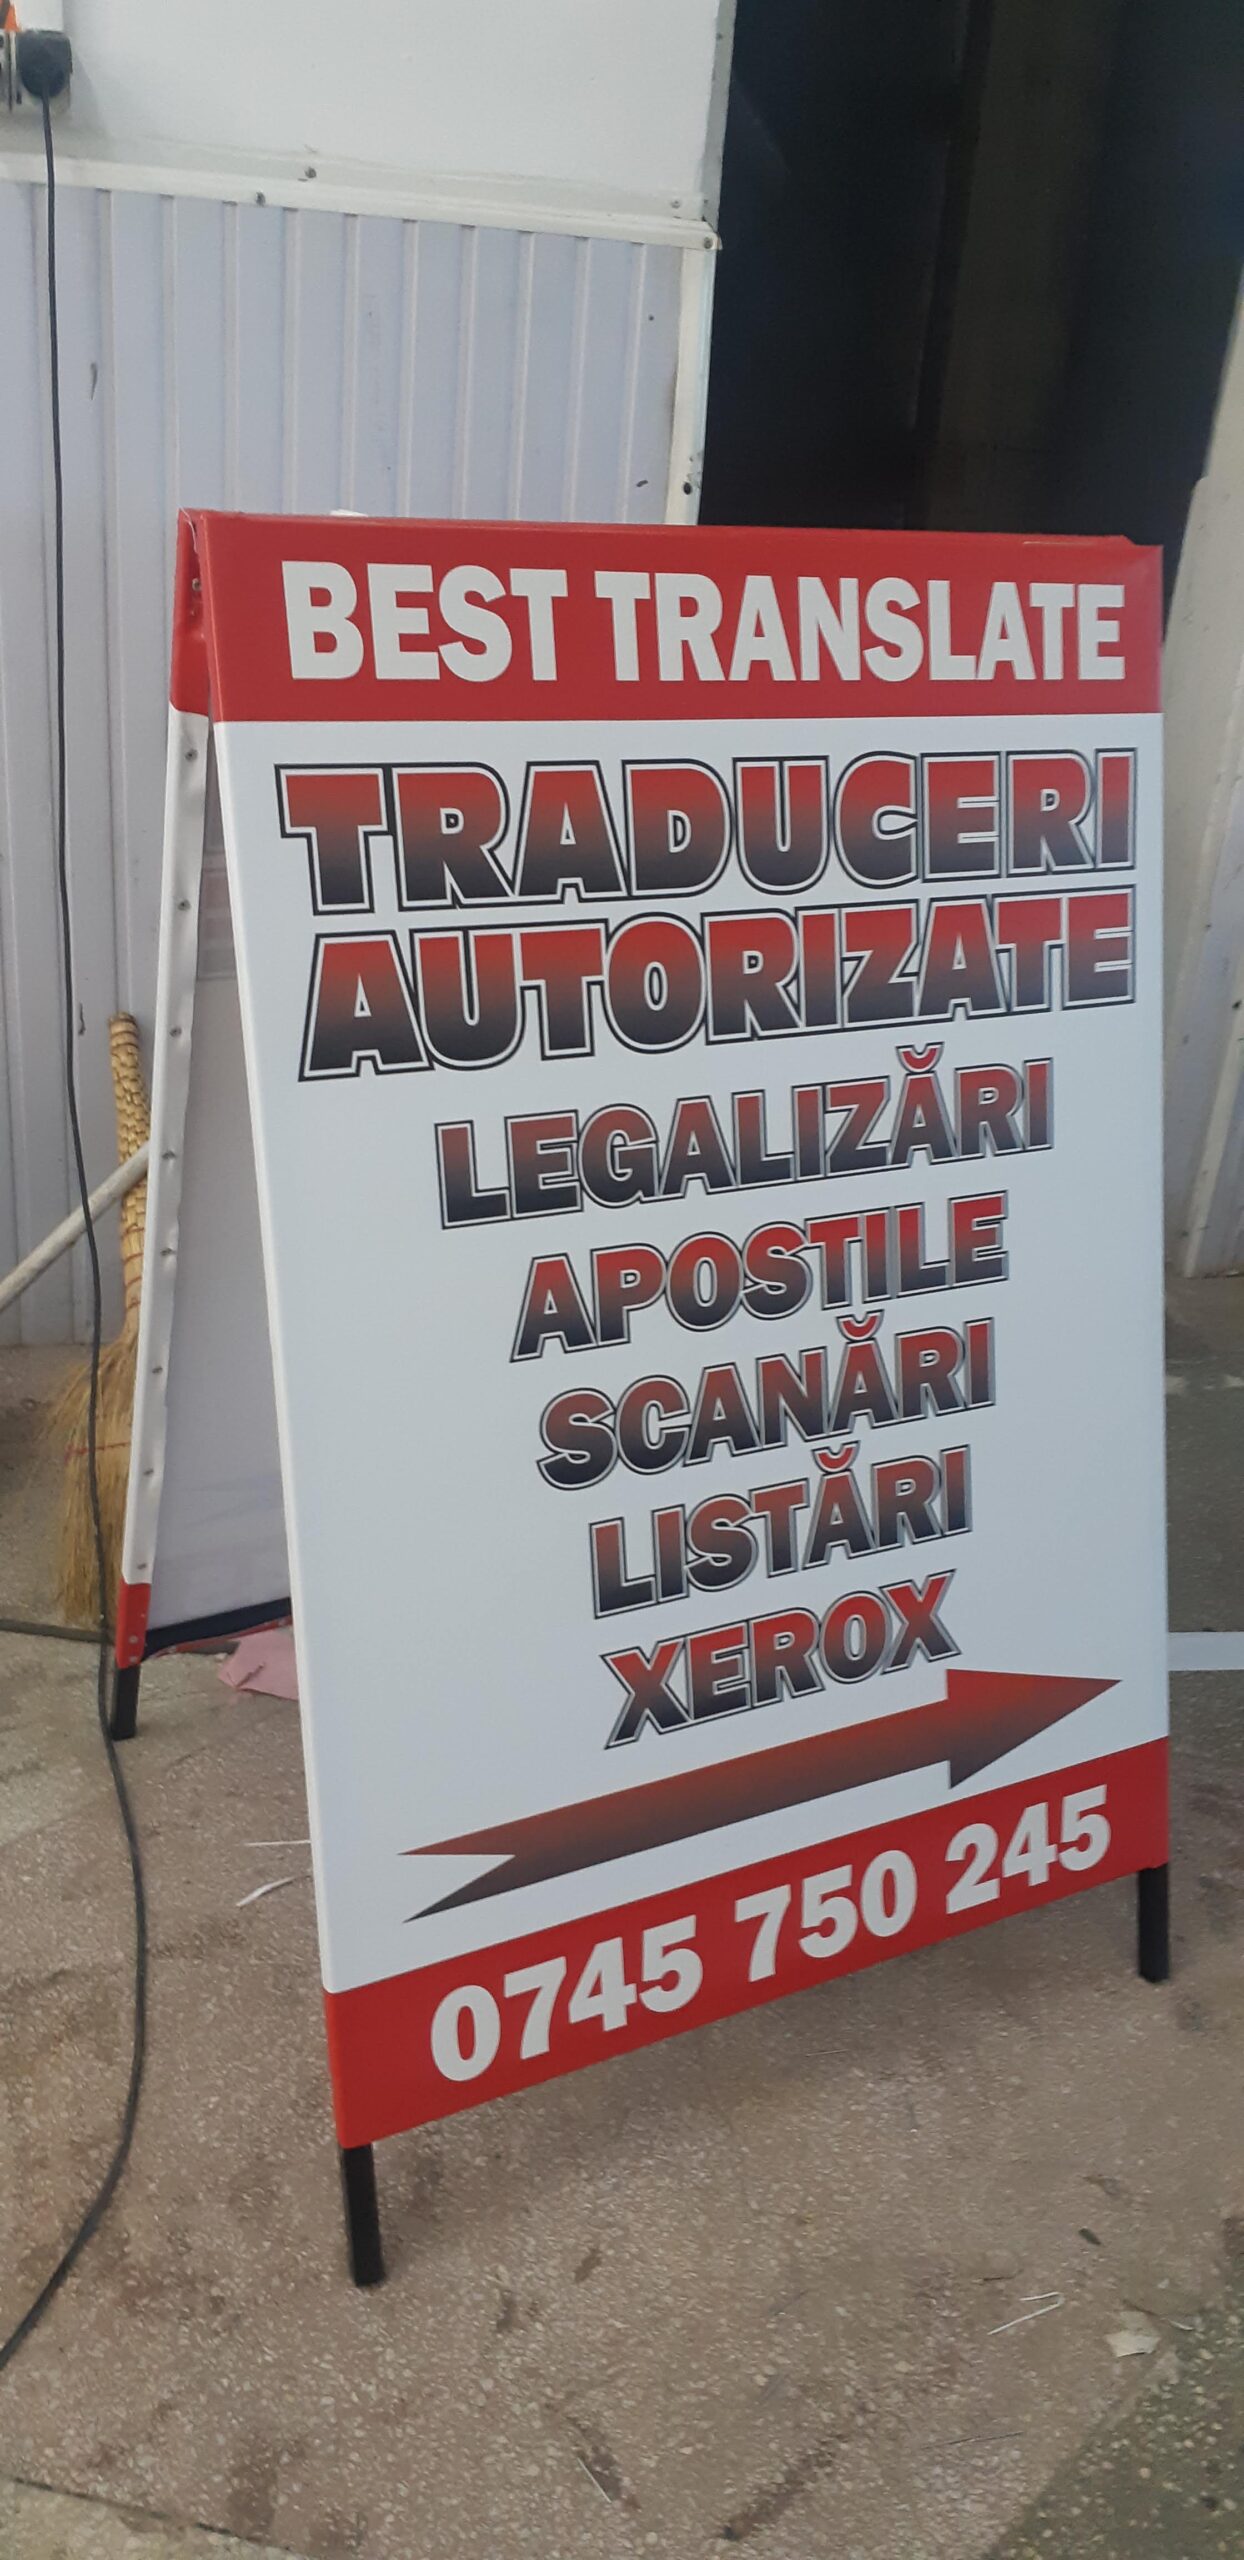 BEST TRANSLATE
TRADUCERI
AUTORIZATE
LEGALIZĂRI
APOSTILE
SCANĂRI
LISTĂRI
XEROX
0745 750 245